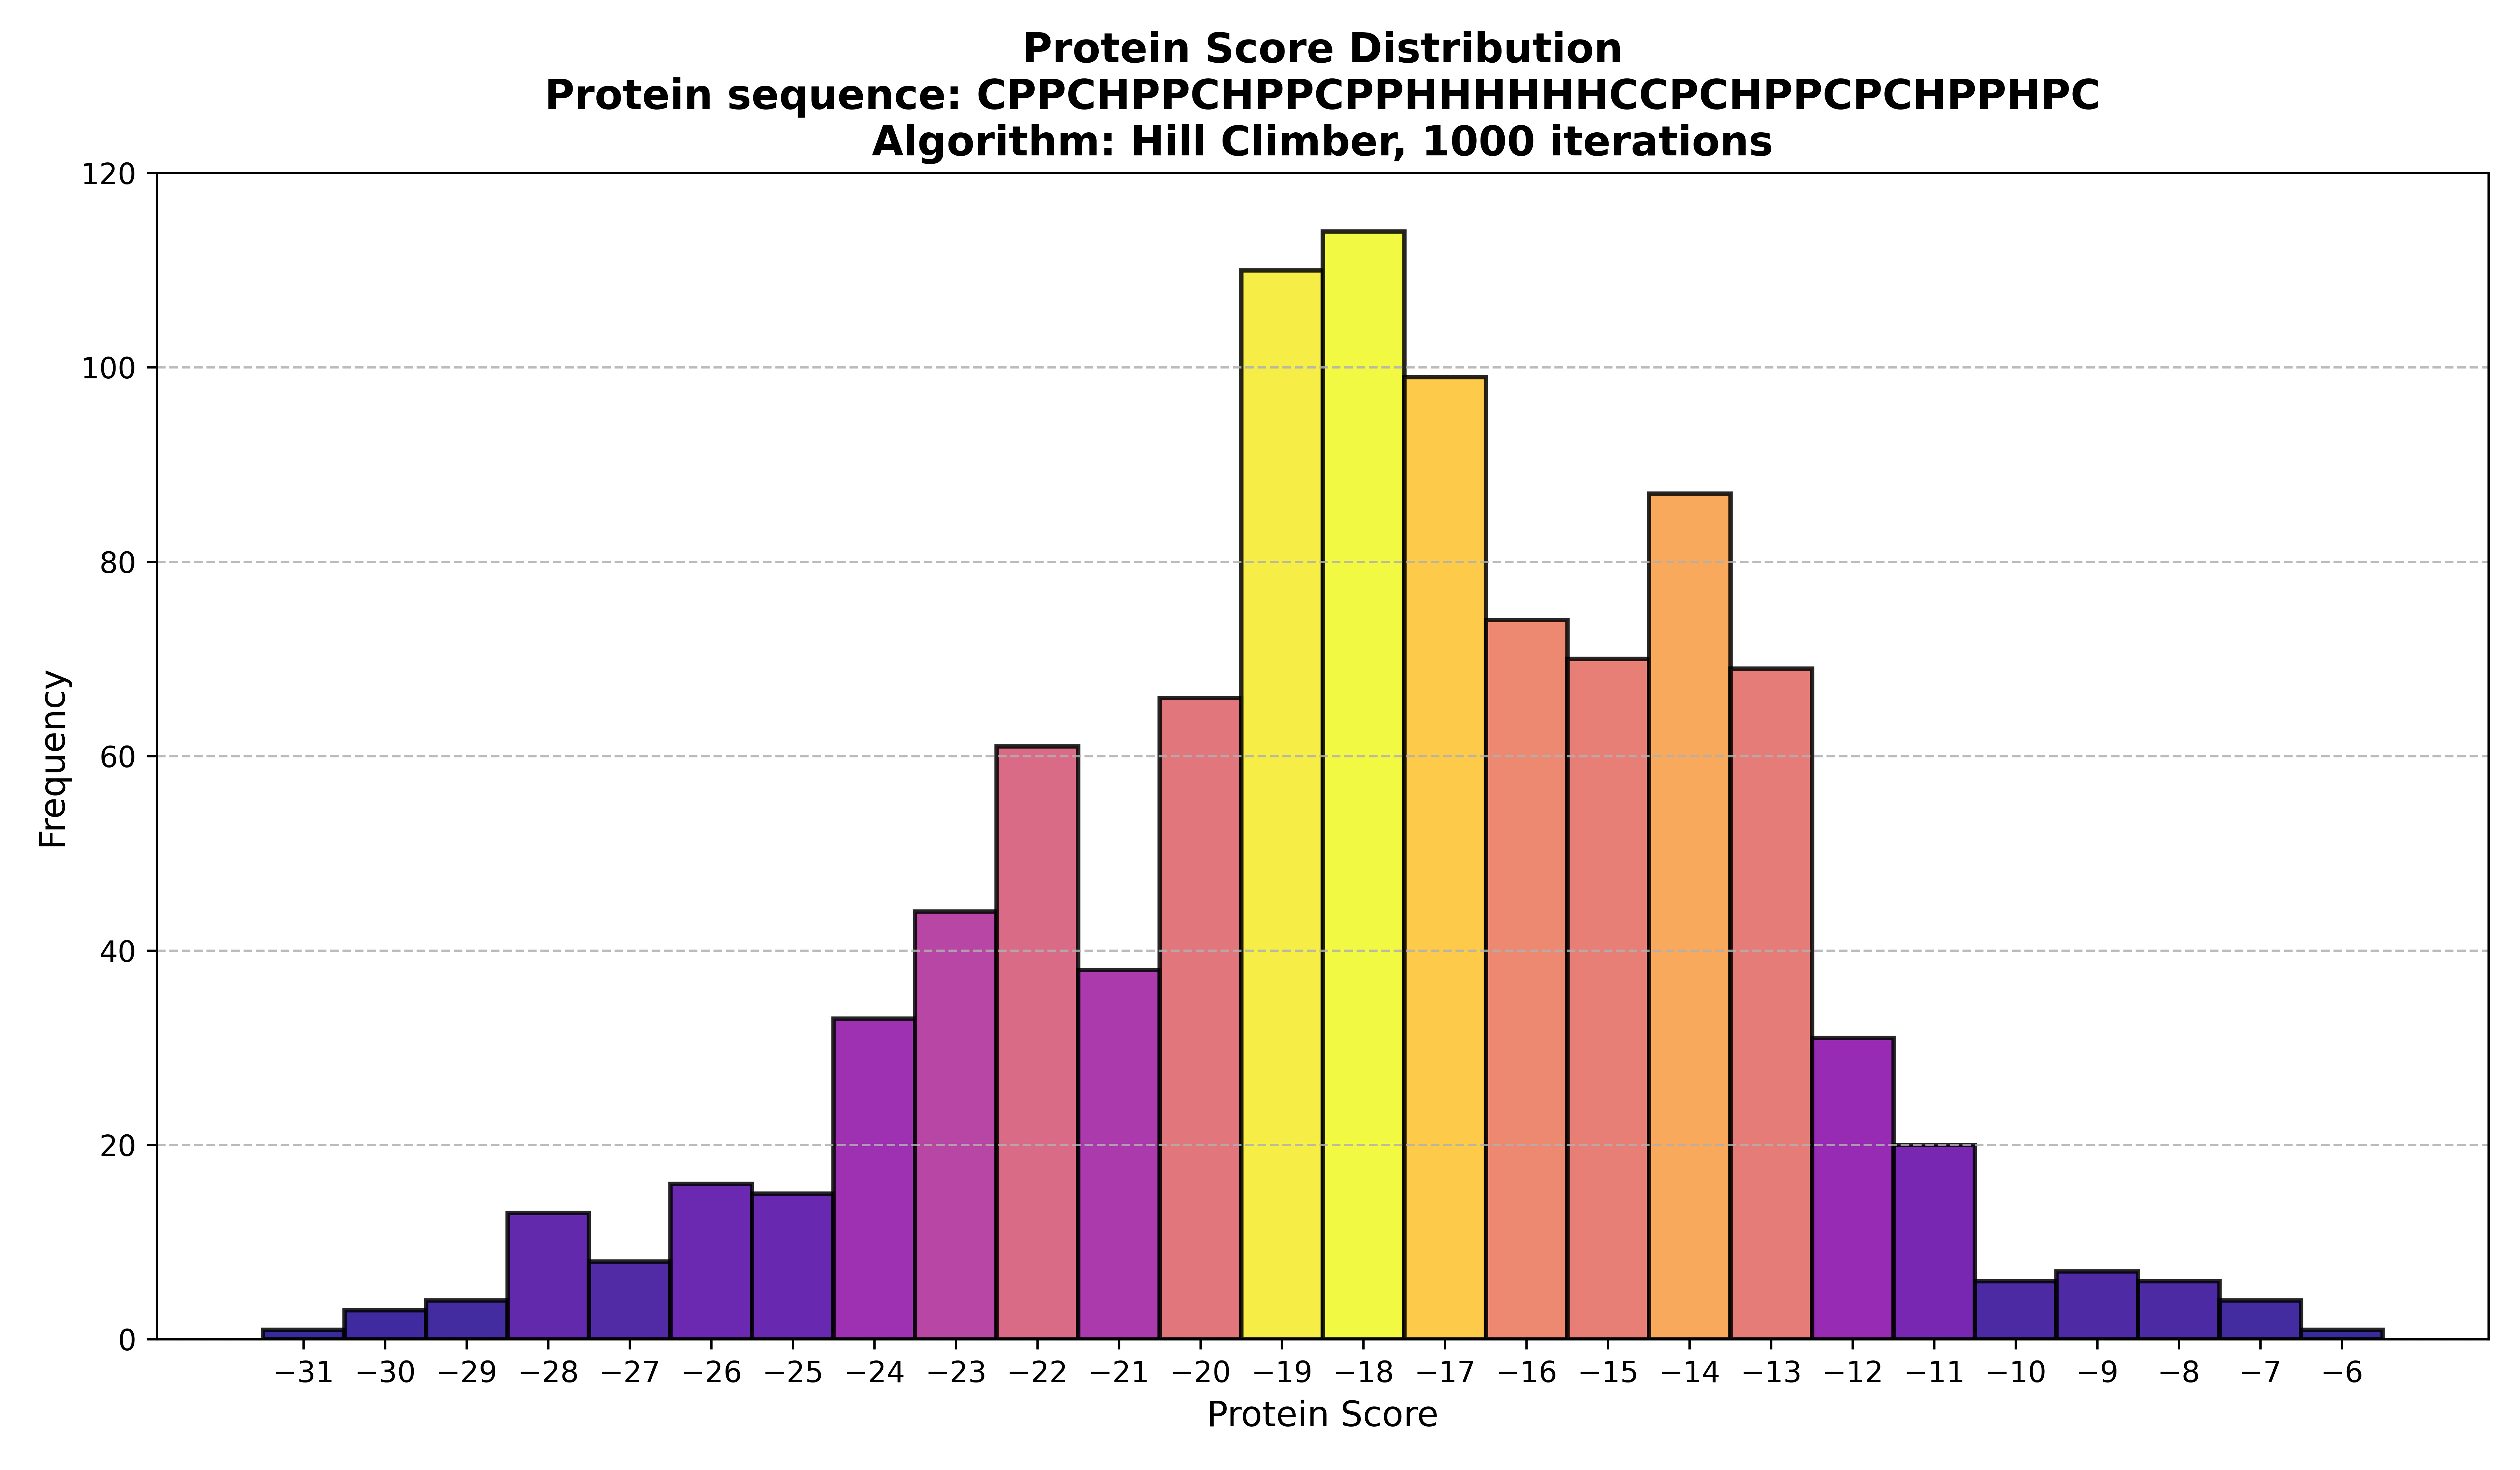 Protein Score Distribution
Protein sequence: CPPCHPPCHPPCPPHHHHHHHCCPCHPPCPCHPPHPC
Algorithm: Hill Climber, 1000 iterations
120
100
80
60
40
20
0
Frequency
−31 −30 −29 −28 −27 −26 −25 −24 −23 −22 −21 −20 −19 −18 −17 −16 −15 −14 −13 −12 −11 −10 −9 −8 −7 −6
Protein Score